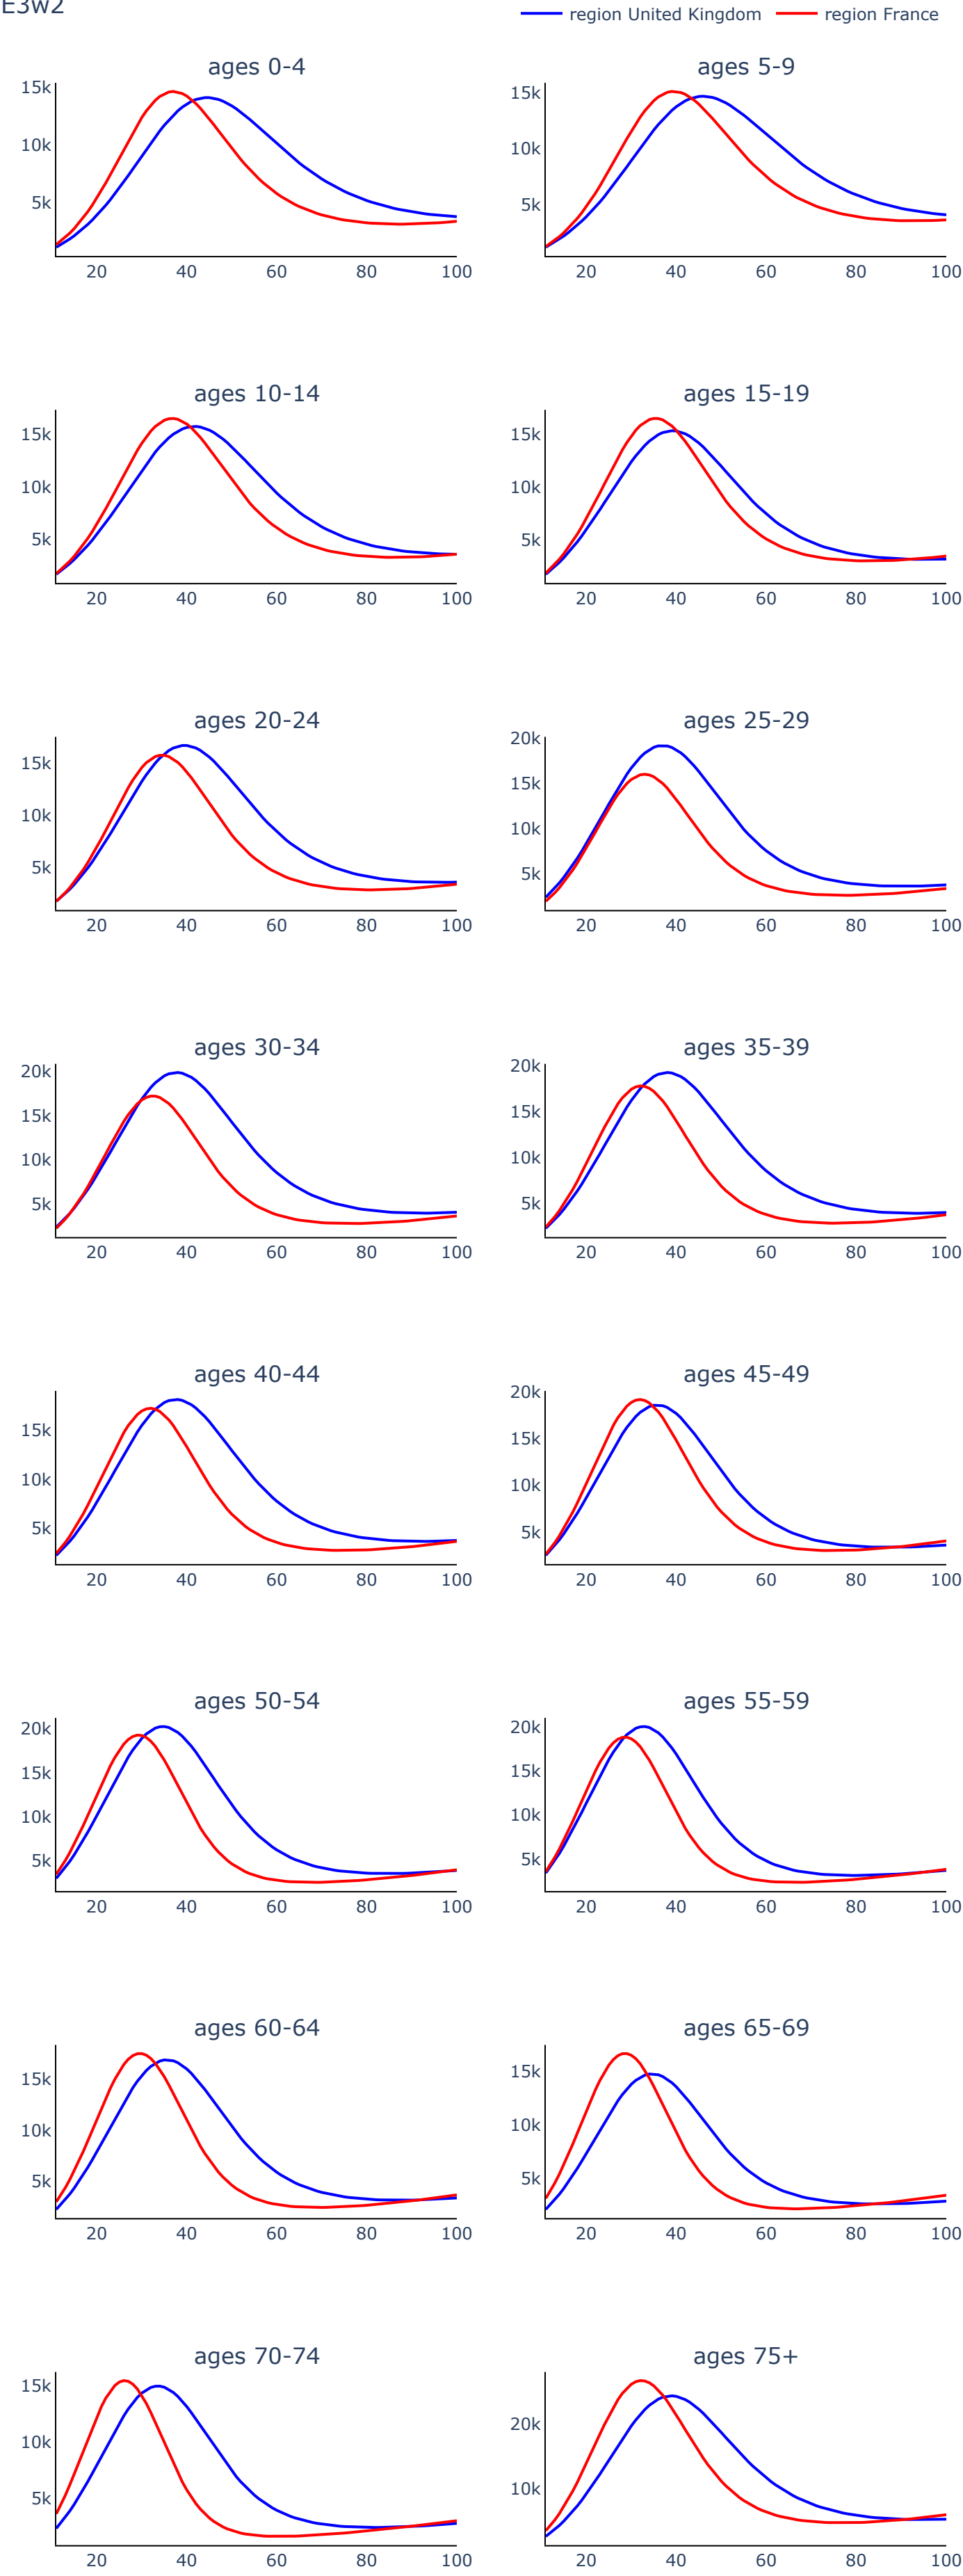 E3w2
region United Kingdom region France
ages 0-4 ages 5-9
15k 15k
10k 10k
5k 5k
20 40 60 80 100 20 40 60 80 100
ages 10-14 ages 15-19
15k 15k
10k 10k
5k 5k
20 40 60 80 100 20 40 60 80 100
ages 20-24 ages 25-29
20k
15k 15k
10k 10k
5k 5k
20 40 60 80 100 20 40 60 80 100
ages 30-34 ages 35-39
20k 20k
15k 15k
10k 10k
5k 5k
20 40 60 80 100 20 40 60 80 100
ages 40-44 ages 45-49
20k
15k 15k
10k 10k
5k 5k
20 40 60 80 100 20 40 60 80 100
ages 50-54 ages 55-59
20k 20k
15k 15k
10k 10k
5k 5k
20 40 60 80 100 20 40 60 80 100
ages 60-64 ages 65-69
15k 15k
10k 10k
5k 5k
20 40 60 80 100 20 40 60 80 100
ages 70-74 ages 75+
15k
20k
10k
10k
5k
20 40 60 80 100 20 40 60 80 100